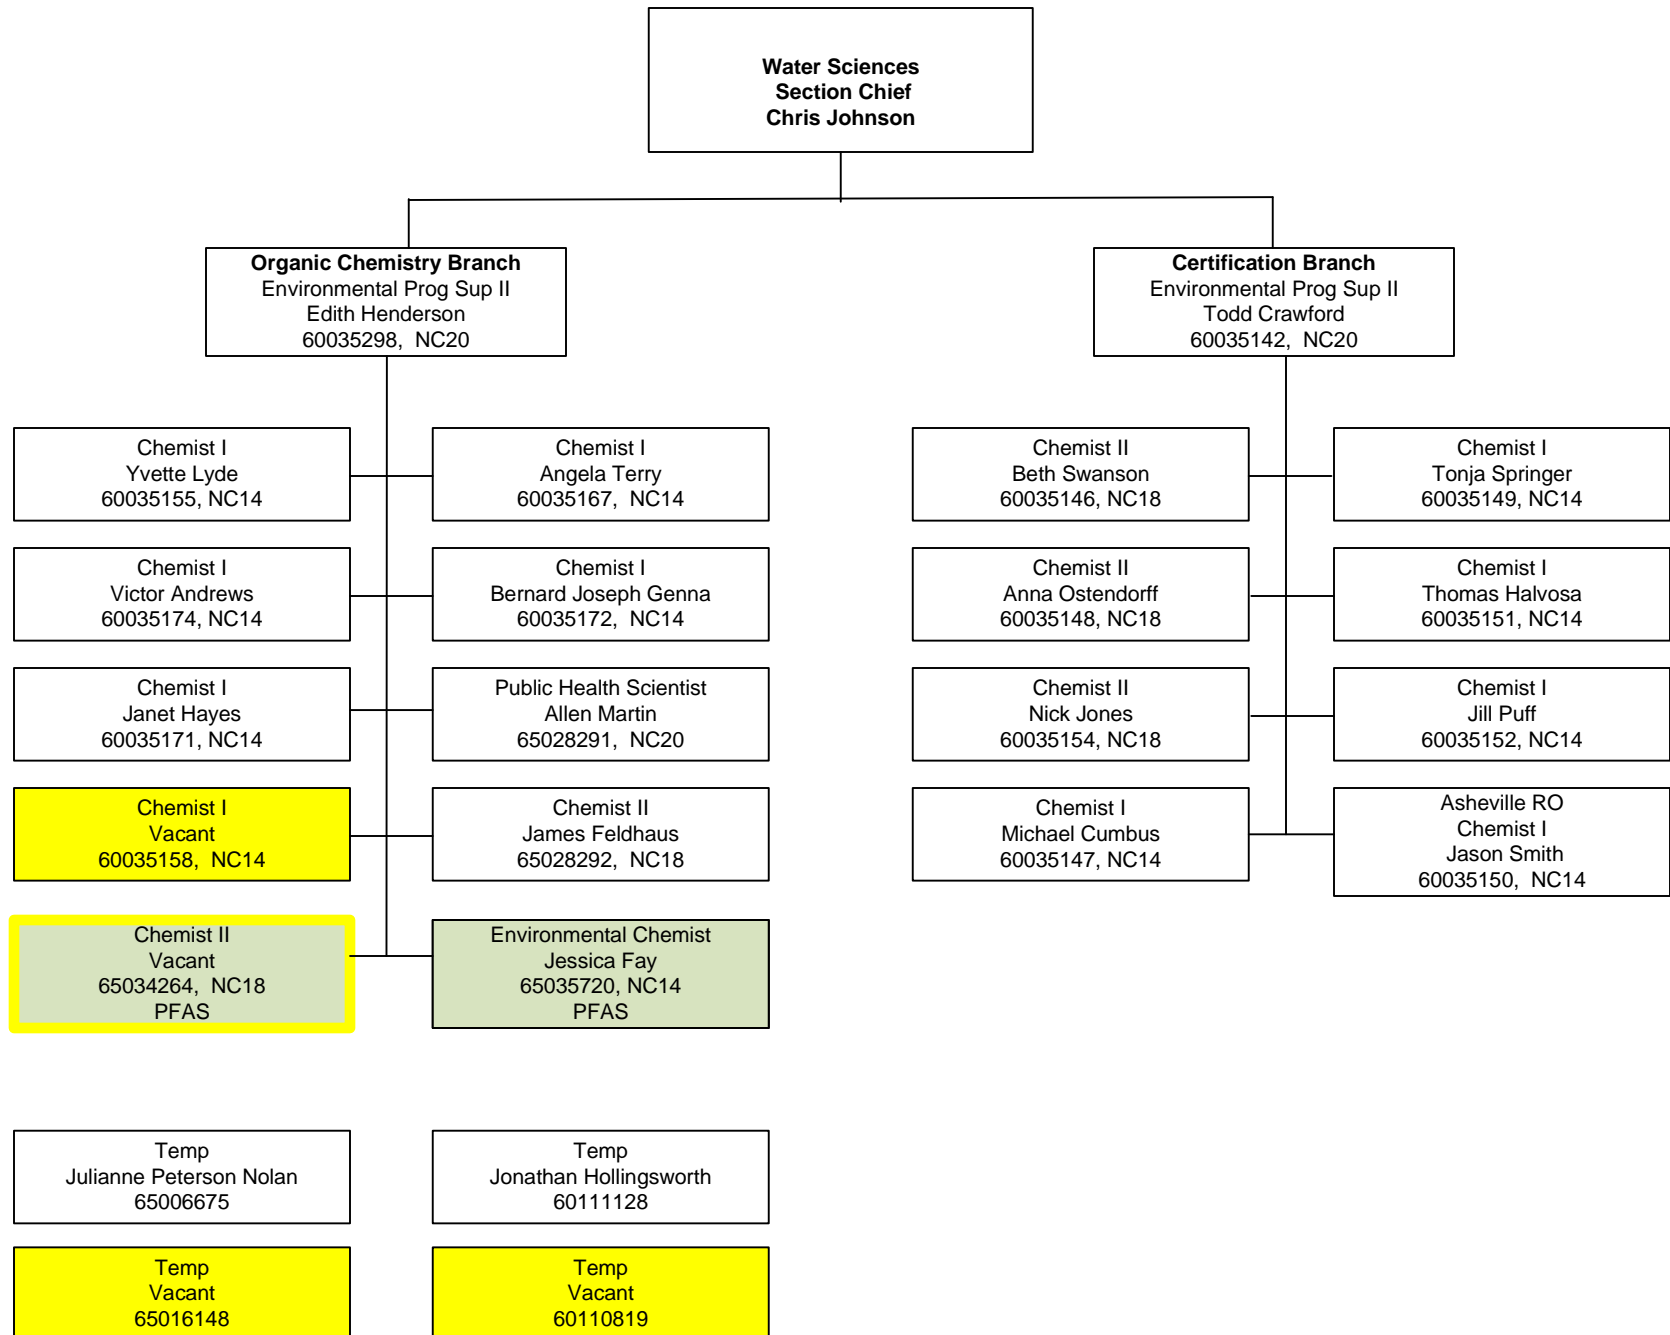 Water Sciences
Section Chief
Chris Johnson
Organic Chemistry Branch
Environmental Prog Sup II
Edith Henderson
60035298, NC20
Certification Branch
Environmental Prog Sup II
Todd Crawford
60035142, NC20
Chemist I
Yvette Lyde
60035155, NC14
Chemist I
Angela Terry
60035167, NC14
Chemist II
Beth Swanson
60035146, NC18
Chemist I
Tonja Springer
60035149, NC14
Chemist I
Victor Andrews
60035174, NC14
Chemist I
Bernard Joseph Genna
60035172, NC14
Chemist II
Anna Ostendorff
60035148, NC18
Chemist I
Thomas Halvosa
60035151, NC14
Chemist I
Janet Hayes
60035171, NC14
Public Health Scientist
Allen Martin
65028291, NC20
Chemist II
Nick Jones
60035154, NC18
Chemist I
Jill Puff
60035152, NC14
Chemist I
Vacant
60035158, NC14
Chemist II
James Feldhaus
65028292, NC18
Chemist I
Michael Cumbus
60035147, NC14
Asheville RO
Chemist I
Jason Smith
60035150, NC14
Chemist II
Vacant
65034264, NC18
PFAS
Environmental Chemist
Jessica Fay
65035720, NC14
PFAS
Temp
Julianne Peterson Nolan
65006675
Temp
Jonathan Hollingsworth
60111128
Temp
Vacant
65016148
Temp
Vacant
60110819